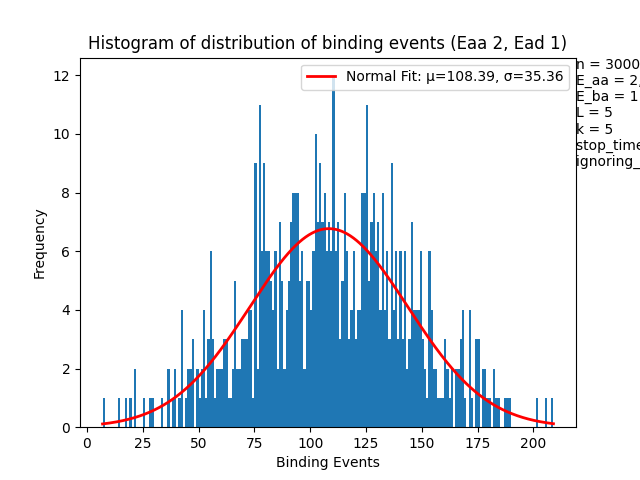 Histogram of distribution of binding events (Eaa 2, Ead 1)
Normal Fit: μ=108.39, σ=35.36
n = 3000
E_aa = 2,
E_ba = 1
L = 5
k = 5
stop_time
ignoring_
Frequency
12
10
8
6
4
2
0
0 25 50 75 100 125 150 175 200
Binding Events